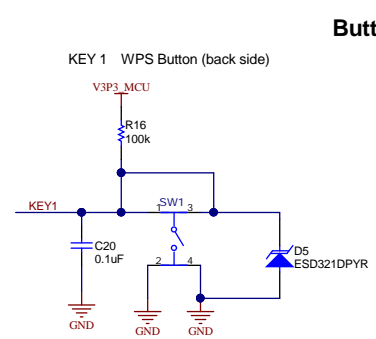 Butt
KEY 1 WPS Button (back side)
V3P3_MCU
R16
100k
KEY1
SW1
1 3
C20
0.1uF
2 4
D5
ESD321DPYR
GND
GND
GND